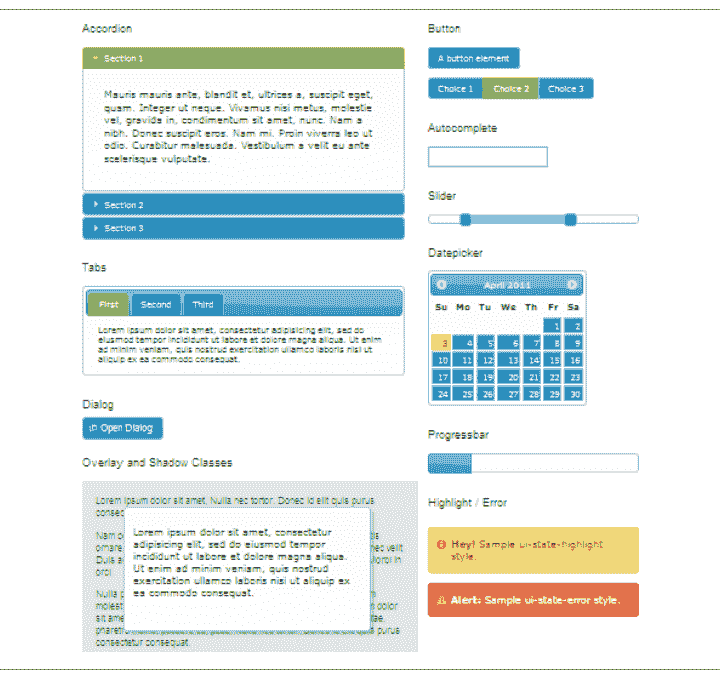 Accordion
Section 1
Mauris mauris ante, blandit et, ultrices a, suscipit eget,
quam. Integer ut neque. Vivamus nisi metus, molestie
vel, gravida in, condimentum sit amet, nunc. Nam a
nibh. Donec suscipit eros. Nam mi. Proin viverra leo ut
odio. Curabitur malesuada. Vestibulum a velit eu ante
scelerisque vulputate.
Section 2
Section 3
Tabs
First Second Third
Lorem ipsum dolor sit amet, consectetur adipisicing elit, sed do
eiusmod tempor incididunt ut labore et dolore magna aliqua. Ut enim
ad minim veniam, quis nostrud exercitation ullamco laboris nisi ut
aliquip ex ea commodo consequat.
Dialog
Open Dialog
Overlay and Shadow Classes
Lorem ipsum dolor sit amet, Nulla nec tortor. Donec id elit quis purus
Lorem ipsum dolor sit amet, consectetur
adipisicing elit, sed do eiusmod tempor
incididunt ut labore et dolore magna aliqua.
Ut enim ad minim veniam, quis nostrud
exercitation ullamco laboris nisi ut aliquip ex
ea commodo consequat.
consectetur consequat.
Button
A button element
Choice 1 Choice 2 Choice 3
Autocomplete
Slider
Datepicker
April 2011
Su Mo Tu We Th Fr Sa
1 2
3 4 5 6 7 8 9
10 11 12 13 14 15 16
17 18 19 20 21 22 23
24 25 26 27 28 29 30
Progressbar
Highlight / Error
Hey! Sample ui-state-highlight
style.
Alert: Sample ui-state-error style.